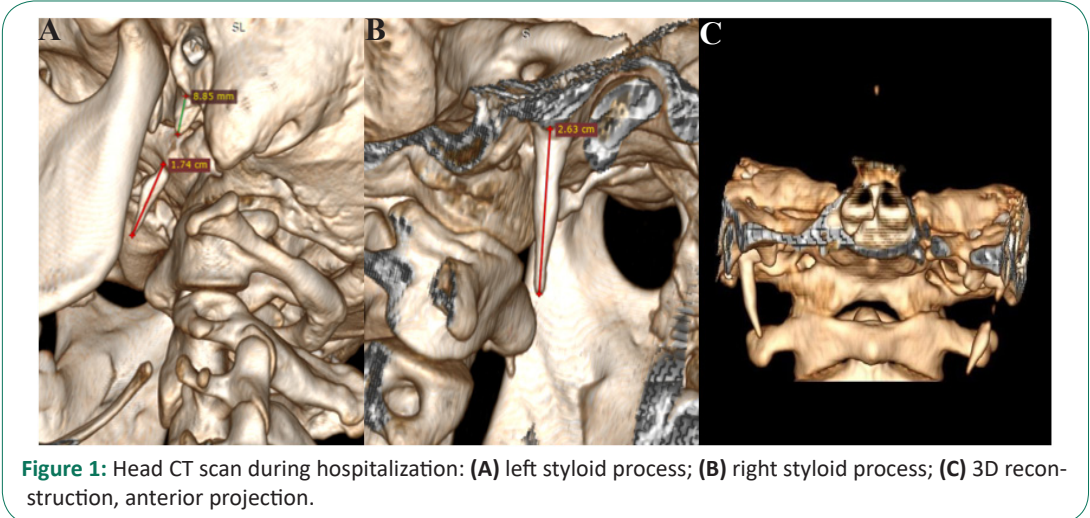 A
SL
B
S
C
8.85 mm
1.74 cm
2.63 cm
Figure 1: Head CT scan during hospitalization: (A) left styloid process; (B) right styloid process; (C) 3D recon-
struction, anterior projection.